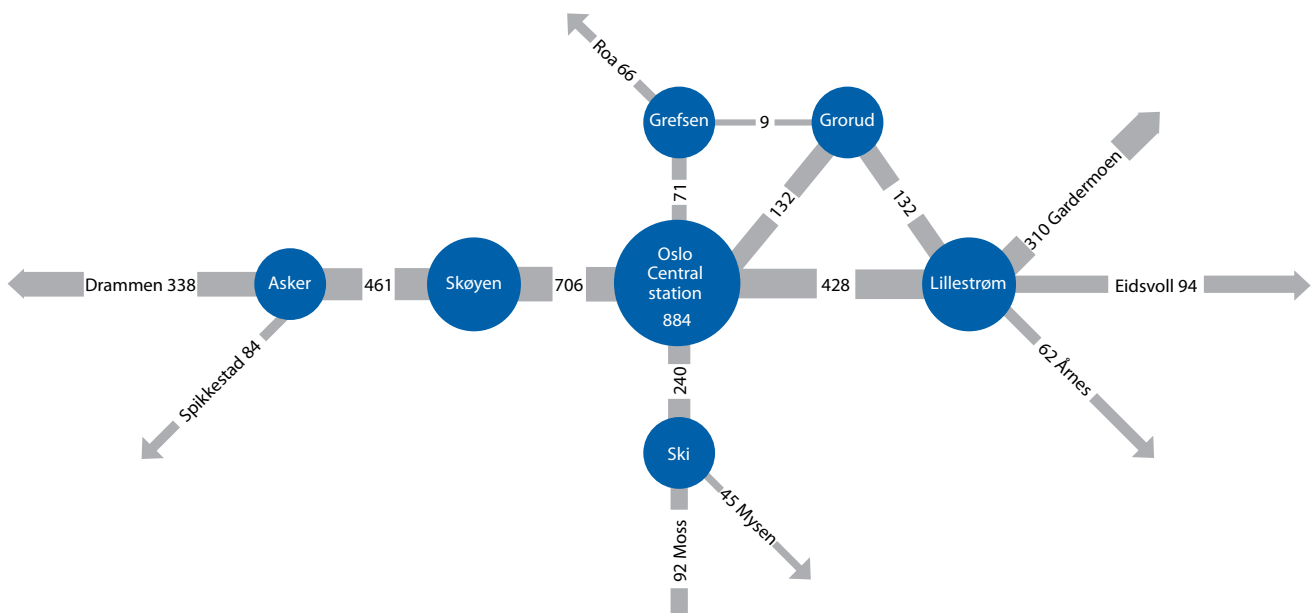 Roa 66
Grefsen
9
Grorud
71
132
132
310 Gardermoen
Drammen 338
Asker
461
Skøyen
706
Oslo
Central
station
884
428
Lillestrøm
Eidsvoll 94
Spikkestad 84
240
62 Årnes
Ski
45 Mysen
92 Moss